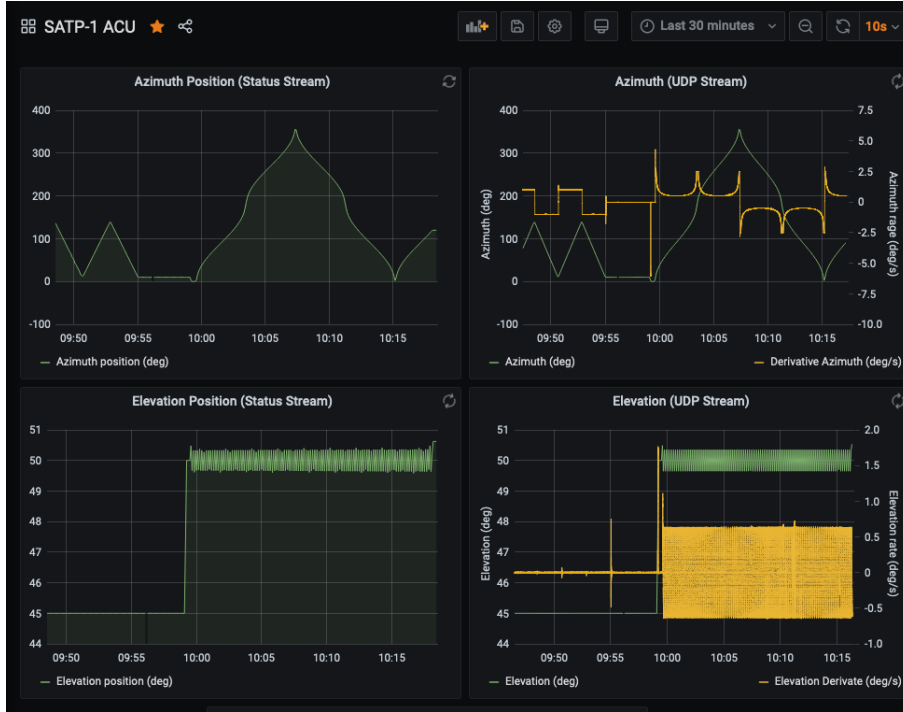 SATP-1 ACU
Last 30 minutes
10s
Azimuth Position (Status Stream)
400
300
200
100
0
-100
09:50 09:55 10:00 10:05 10:10 10:15
Azimuth position (deg)
Azimuth (UDP Stream)
400
300
200
100
0
-100
Azimuth (deg)
7.5
5.0
2.5
0
-2.5
-5.0
-7.5
-10.0
Azimuth rage (deg/s)
09:50 09:55 10:00 10:05 10:10 10:15
Azimuth (deg) Derivative Azimuth (deg/s)
Elevation Position (Status Stream)
51
50
49
48
47
46
45
44
09:50 09:55 10:00 10:05 10:10 10:15
Elevation position (deg)
Elevation (UDP Stream)
51
50
49
48
47
46
45
44
Elevation (deg)
2.0
1.5
1.0
0.5
0
-0.5
-1.0
Elevation rate (deg/s)
09:50 09:55 10:00 10:05 10:10 10:15
Elevation (deg) Elevation Derivate (deg/s)